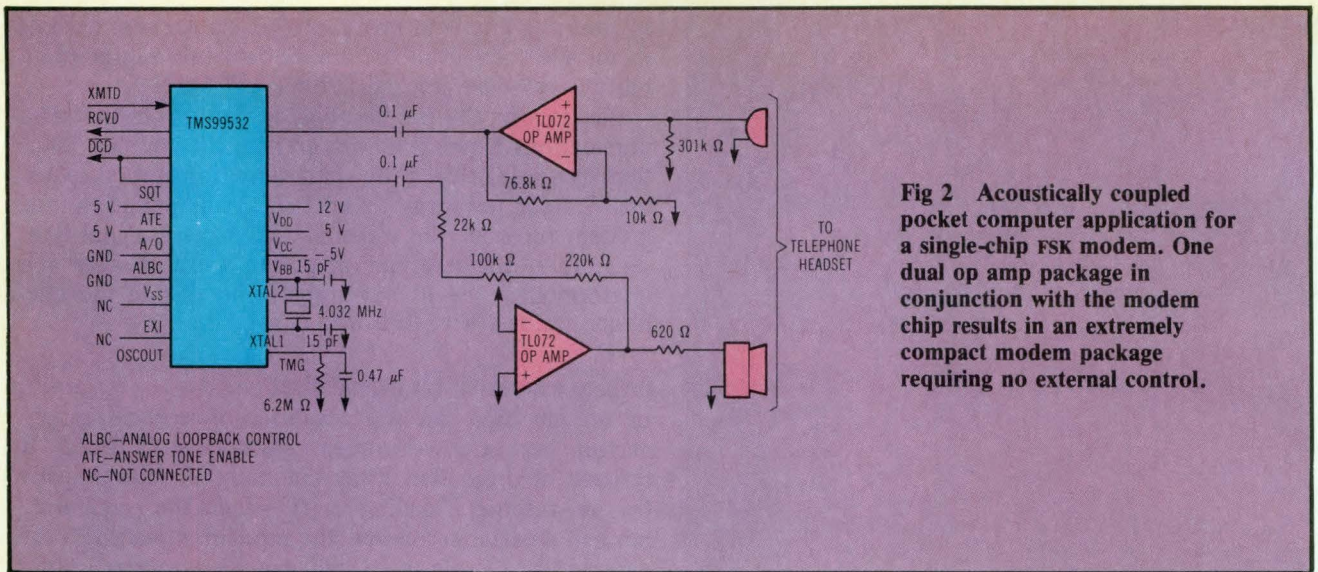 XMTD
RCVD
DCD
TMS99532
SQT
5 V
ATE
5 V
A/O
GND
ALBC
GND
VSS
NC
EXI
NC
OSCOUT
12 V
VDD
5 V
VCC
– 5V
VBB
15 pF
XTAL2
4.032 MHz
XTAL1
15 pF
TMG
0.47 µF
6.2M Ω
0.1 µF
0.1 µF
22k Ω
100k Ω
220k Ω
+
TL072
OP AMP
–
76.8k Ω
10k Ω
301k Ω
–
TL072
OP AMP
+
620 Ω
TO
TELEPHONE
HEADSET
ALBC–ANALOG LOOPBACK CONTROL
ATE–ANSWER TONE ENABLE
NC–NOT CONNECTED
Fig 2 Acoustically coupled
pocket computer application for
a single-chip FSK modem. One
dual op amp package in
conjunction with the modem
chip results in an extremely
compact modem package
requiring no external control.